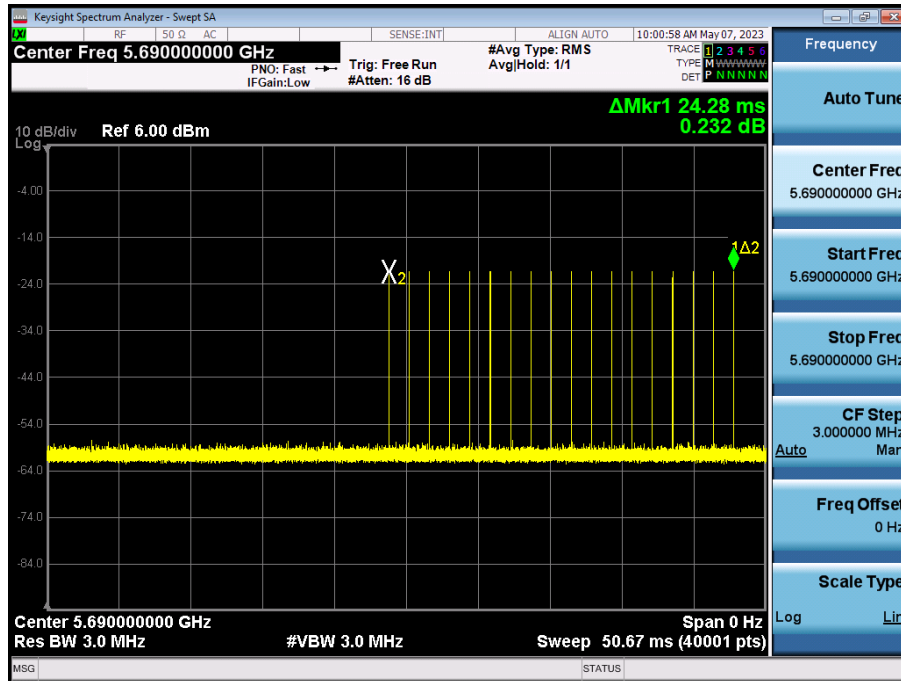 Keysight Spectrum Analyzer - Swept SA
LXI RF 50 Ω AC SENSE:INT ALIGN AUTO 10:00:58 AM May 07, 2023
Center Freq 5.690000000 GHz
PNO: Fast
IFGain:Low
Trig: Free Run
#Atten: 16 dB
#Avg Type: RMS
Avg|Hold: 1/1
TRACE 1 2 3 4 5 6
TYPE M W W W W W
DET P N N N N N
ΔMkr1 24.28 ms
0.232 dB
10 dB/div Ref 6.00 dBm
Log
-4.00
-14.0
-24.0
-34.0
-44.0
-54.0
-64.0
-74.0
-84.0
X2
1Δ2
Center 5.690000000 GHz Span 0 Hz
Res BW 3.0 MHz #VBW 3.0 MHz Sweep 50.67 ms (40001 pts)
MSG STATUS
Frequency
Auto Tune
Center Freq
5.690000000 GHz
Start Freq
5.690000000 GHz
Stop Freq
5.690000000 GHz
CF Step
3.000000 MHz
Auto Man
Freq Offset
0 Hz
Scale Type
Log Lin